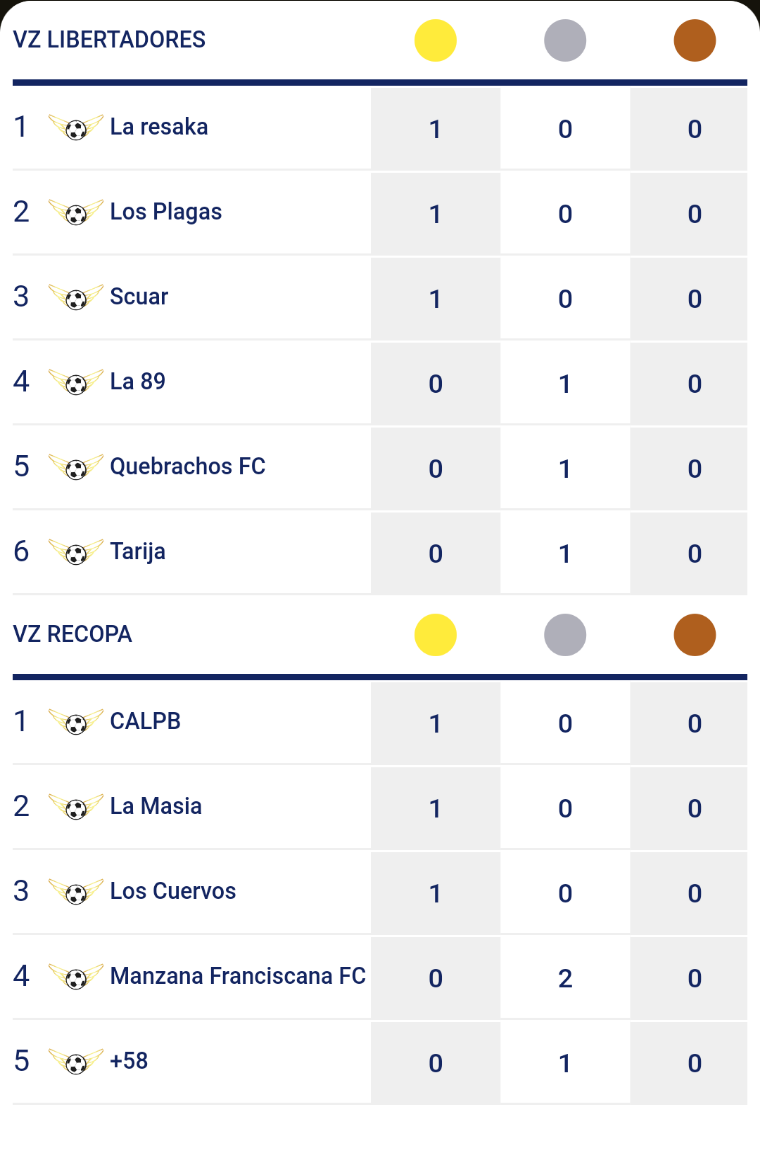 VZ LIBERTADORES
1 La resaka 1 0 0
2 Los Plagas 1 0 0
3 Scuar 1 0 0
4 La 89 0 1 0
5 Quebrachos FC 0 1 0
6 Tarija 0 1 0
VZ RECOPA
1 CALPB 1 0 0
2 La Masia 1 0 0
3 Los Cuervos 1 0 0
4 Manzana Franciscana FC 0 2 0
5 +58 0 1 0